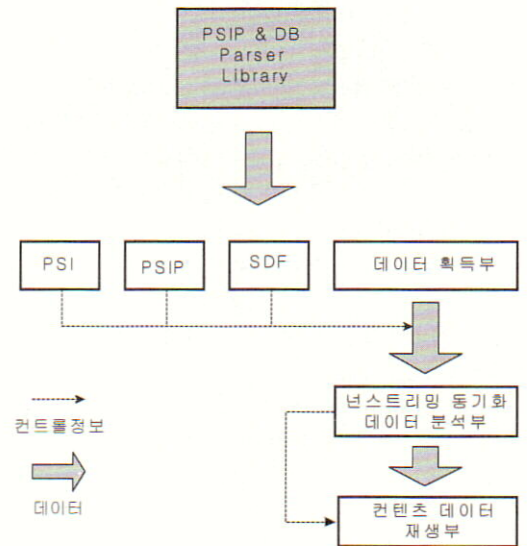 PSIP & DB
Parser
Library
PSI
PSIP
SDF
데이터 획득부
넌스트리밍 동기화
데이터 분석부
컨트롤정보
데이터
컨텐츠 데이터
재생부